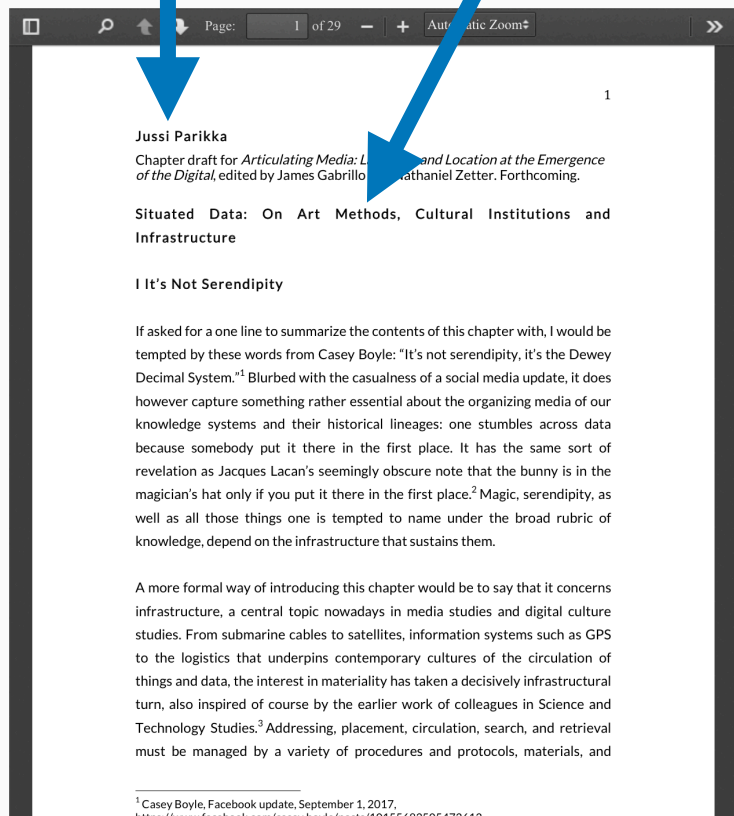 Page: 1 of 29 Automatic Zoom
1
Jussi Parikka
Chapter draft for Articulating Media: and Location at the Emergence
of the Digital, edited by James Gabrillo Nathaniel Zetter. Forthcoming.
Situated Data: On Art Methods, Cultural Institutions and
Infrastructure
I It’s Not Serendipity
If asked for a one line to summarize the contents of this chapter with, I would be
tempted by these words from Casey Boyle: “It’s not serendipity, it’s the Dewey
Decimal System.”1 Blurbed with the casualness of a social media update, it does
however capture something rather essential about the organizing media of our
knowledge systems and their historical lineages: one stumbles across data
because somebody put it there in the first place. It has the same sort of
revelation as Jacques Lacan’s seemingly obscure note that the bunny is in the
magician’s hat only if you put it there in the first place.2 Magic, serendipity, as
well as all those things one is tempted to name under the broad rubric of
knowledge, depend on the infrastructure that sustains them.
A more formal way of introducing this chapter would be to say that it concerns
infrastructure, a central topic nowadays in media studies and digital culture
studies. From submarine cables to satellites, information systems such as GPS
to the logistics that underpins contemporary cultures of the circulation of
things and data, the interest in materiality has taken a decisively infrastructural
turn, also inspired of course by the earlier work of colleagues in Science and
Technology Studies.3 Addressing, placement, circulation, search, and retrieval
must be managed by a variety of procedures and protocols, materials, and
1 Casey Boyle, Facebook update, September 1, 2017,